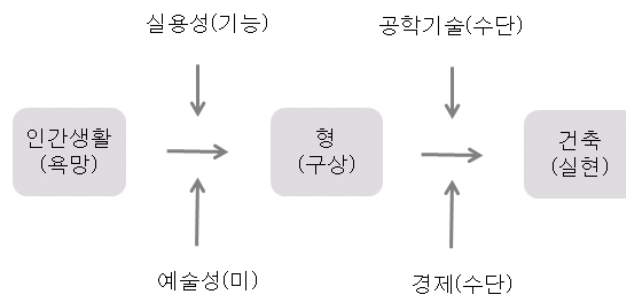 실용성(기능)
공학기술(수단)
인간생활
(욕망)
형
(구상)
건축
(실현)
예술성(미)
경제(수단)